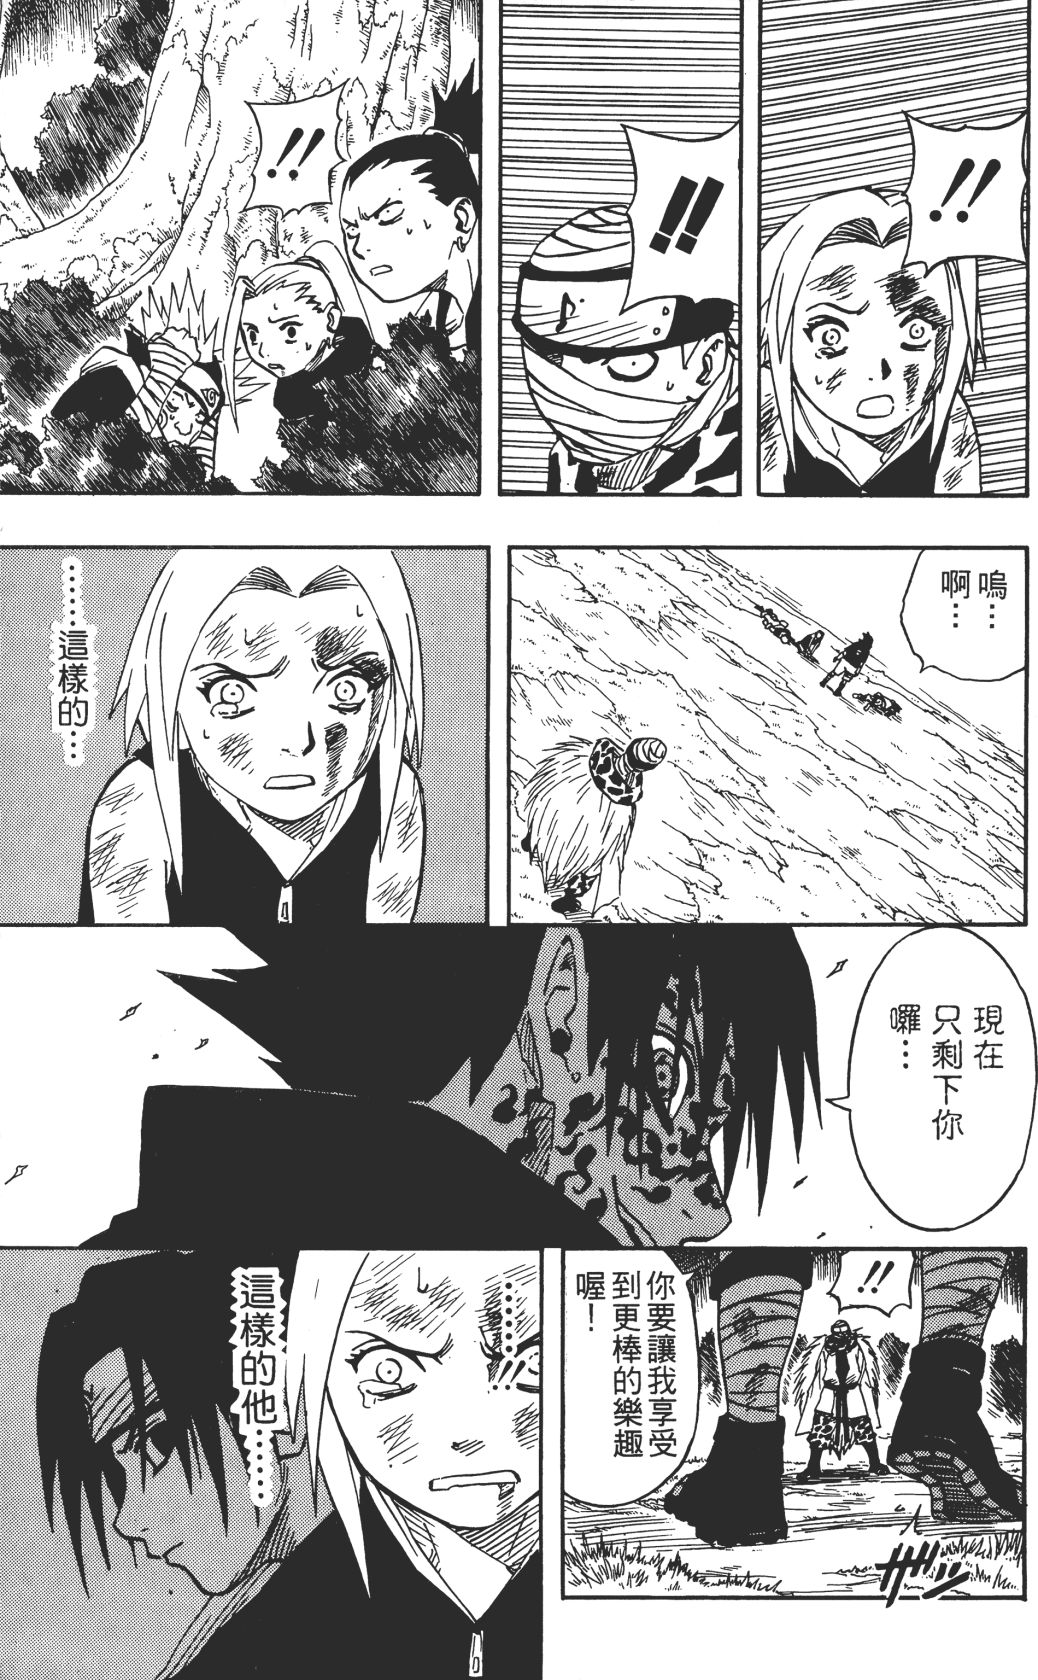 !!
!!
!!
嗚…
啊…
………這樣的…
現在
只剩下你
囉…
!!
你要讓我享受
到更棒的樂趣
喔!
……!!
這樣的他……
ザッ